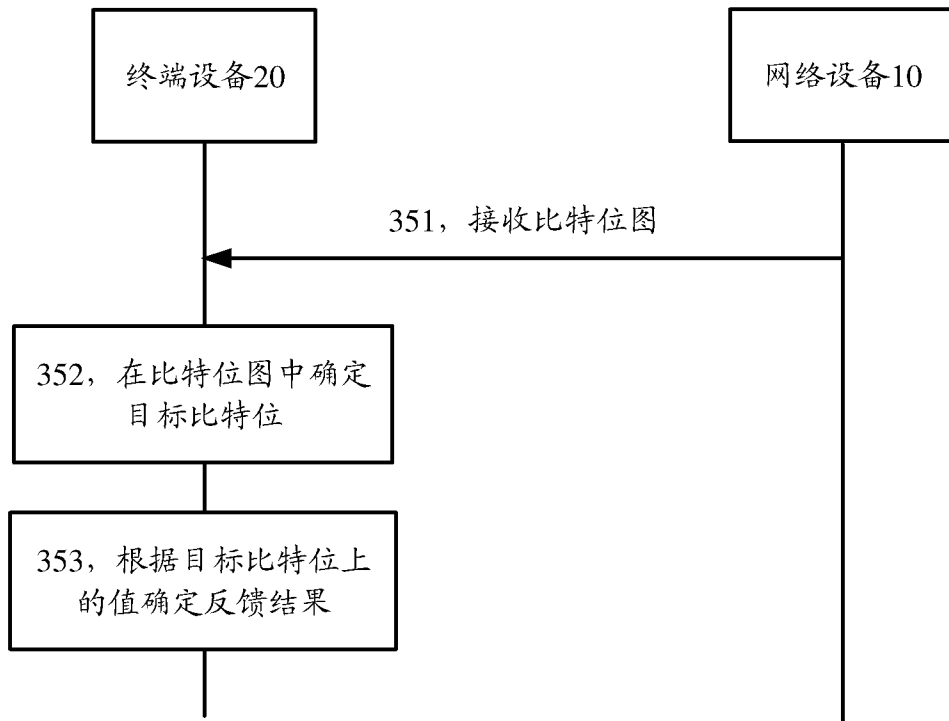 终端设备20
网络设备10
351，接收比特位图
352，在比特位图中确定
目标比特位
353，根据目标比特位上
的值确定反馈结果